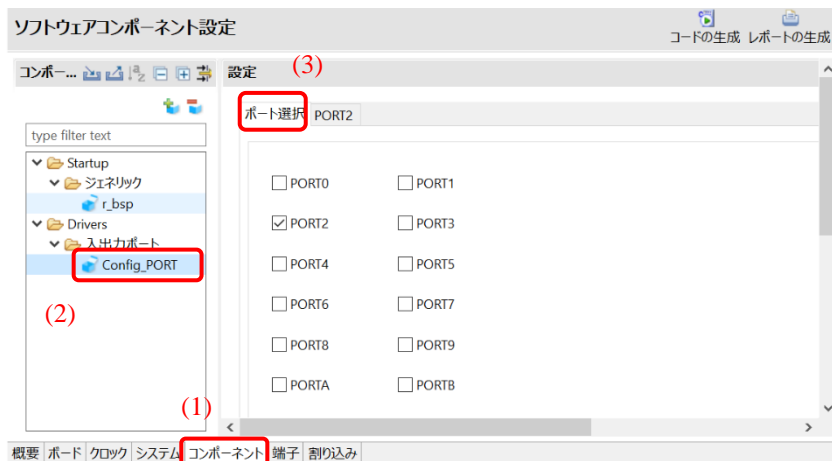 ソフトウェアコンポーネント設定
コードの生成 レポートの生成
コンポー... 設定 (3)
ポート選択 PORT2
type filter text
Startup
ジェネリック
r_bsp
Drivers
入出力ポート
Config_PORT
(2)
PORT0 PORT1
PORT2 PORT3
PORT4 PORT5
PORT6 PORT7
PORT8 PORT9
PORTA PORTB
(1)
概要 ボード クロック システム コンポーネント 端子 割り込み